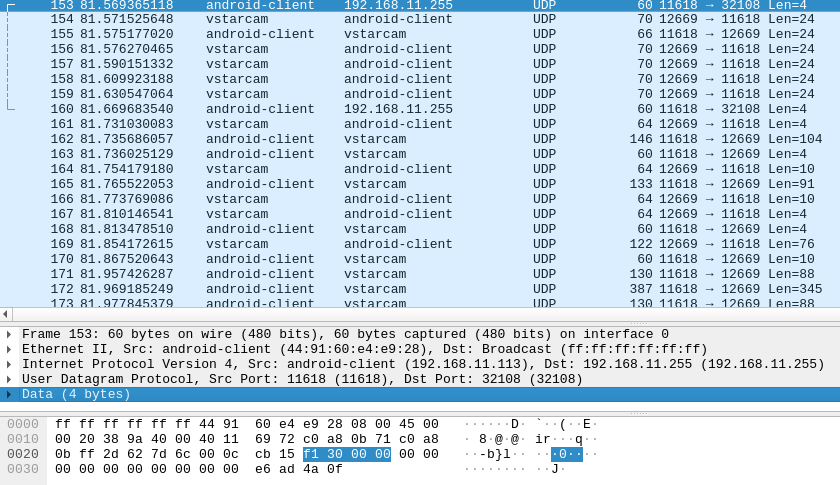 153 81.569365118 android-client 192.168.11.255 UDP 60 11618 → 32108 Len=4
154 81.571525648 vstarcam android-client UDP 70 12669 → 11618 Len=24
155 81.575177020 android-client vstarcam UDP 66 11618 → 12669 Len=24
156 81.576270465 vstarcam android-client UDP 70 12669 → 11618 Len=24
157 81.590151332 vstarcam android-client UDP 70 12669 → 11618 Len=24
158 81.609923188 vstarcam android-client UDP 70 12669 → 11618 Len=24
159 81.630547064 vstarcam android-client UDP 70 12669 → 11618 Len=24
160 81.669683540 android-client 192.168.11.255 UDP 60 11618 → 32108 Len=4
161 81.731030083 vstarcam android-client UDP 64 12669 → 11618 Len=4
162 81.735686057 android-client vstarcam UDP 146 11618 → 12669 Len=104
163 81.736025129 android-client vstarcam UDP 60 11618 → 12669 Len=4
164 81.754179180 vstarcam android-client UDP 64 12669 → 11618 Len=10
165 81.765522053 android-client vstarcam UDP 133 11618 → 12669 Len=91
166 81.773769086 vstarcam android-client UDP 64 12669 → 11618 Len=10
167 81.810146541 vstarcam android-client UDP 64 12669 → 11618 Len=4
168 81.813478510 android-client vstarcam UDP 60 11618 → 12669 Len=4
169 81.854172615 vstarcam android-client UDP 122 12669 → 11618 Len=76
170 81.867520643 android-client vstarcam UDP 60 11618 → 12669 Len=10
171 81.957426287 android-client vstarcam UDP 130 11618 → 12669 Len=88
172 81.969185249 android-client vstarcam UDP 387 11618 → 12669 Len=345
173 81.977845379 android-client vstarcam UDP 130 11618 → 12669 Len=88
Frame 153: 60 bytes on wire (480 bits), 60 bytes captured (480 bits) on interface 0
Ethernet II, Src: android-client (44:91:60:e4:e9:28), Dst: Broadcast (ff:ff:ff:ff:ff:ff)
Internet Protocol Version 4, Src: android-client (192.168.11.113), Dst: 192.168.11.255 (192.168.11.255)
User Datagram Protocol, Src Port: 11618 (11618), Dst Port: 32108 (32108)
Data (4 bytes)
0000 ff ff ff ff ff ff 44 91 60 e4 e9 28 08 00 45 00 ······D· `··(··E·
0010 00 20 38 9a 40 00 40 11 69 72 c0 a8 0b 71 c0 a8 · 8·@·@· ir···q··
0020 0b ff 2d 62 7d 6c 00 0c cb 15 f1 30 00 00 00 00 ··-b}l·· ···0····
0030 00 00 00 00 00 00 00 00 e6 ad 4a 0f ········ ··J·